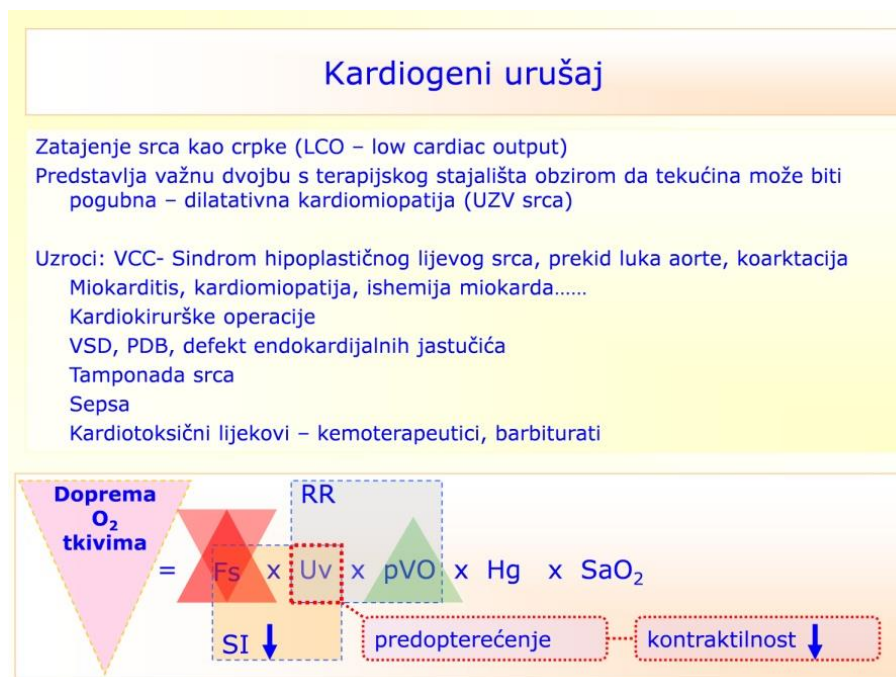 Kardiogeni urušaj
Zatajenje srca kao crpke (LCO – low cardiac output)
Predstavlja važnu dvojbu s terapijskog stajališta obzirom da tekućina može biti
pogubna – dilatativna kardiomiopatija (UZV srca)
Uzroci: VCC- Sindrom hipoplastičnog lijevog srca, prekid luka aorte, koarktacija
Miokarditis, kardiomiopatija, ishemija miokarda……
Kardiokirurške operacije
VSD, PDB, defekt endokardijalnih jastučića
Tamponada srca
Sepsa
Kardiotoksični lijekovi – kemoterapeutici, barbiturati
Doprema
O₂
tkivima
RR
= Fs x Uv x pVO x Hg x SaO₂
SI ↓ predopterećenje kontraktilnost ↓